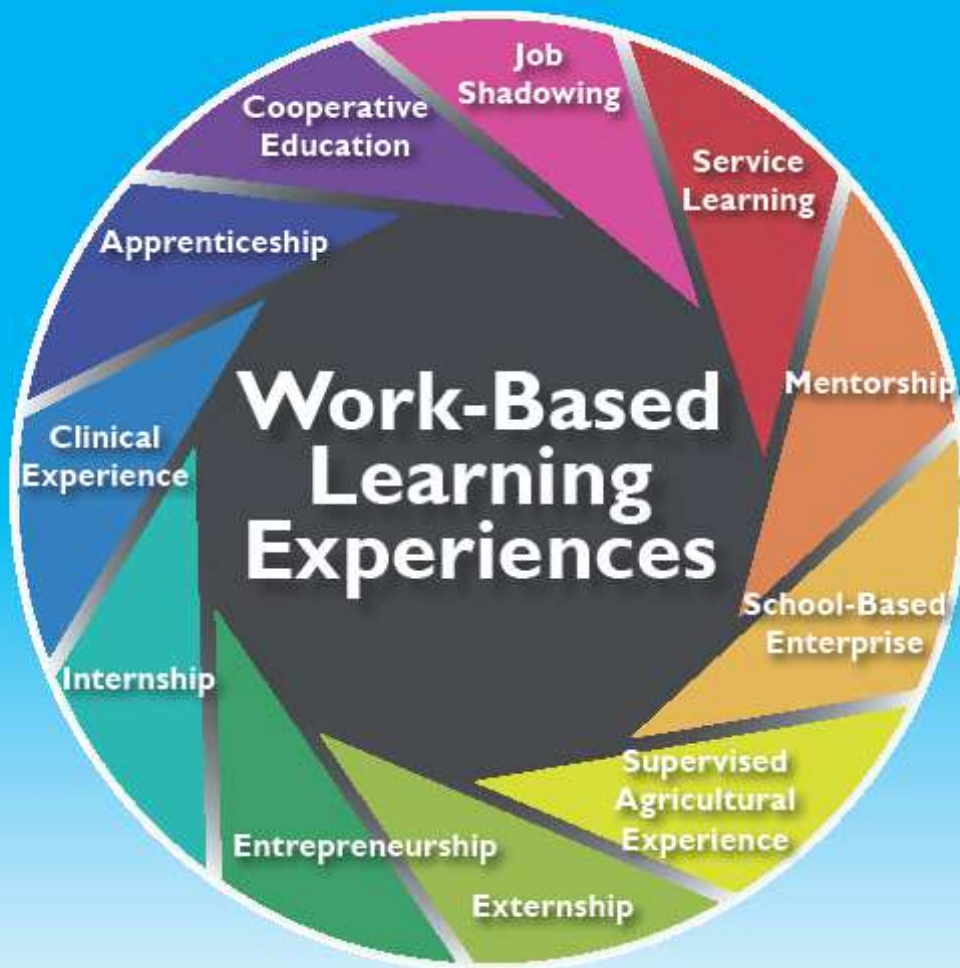 Work-Based
Learning
Experiences
Job
Shadowing
Service
Learning
Mentorship
School-Based
Enterprise
Supervised
Agricultural
Experience
Externship
Entrepreneurship
Internship
Clinical
Experience
Apprenticeship
Cooperative
Education